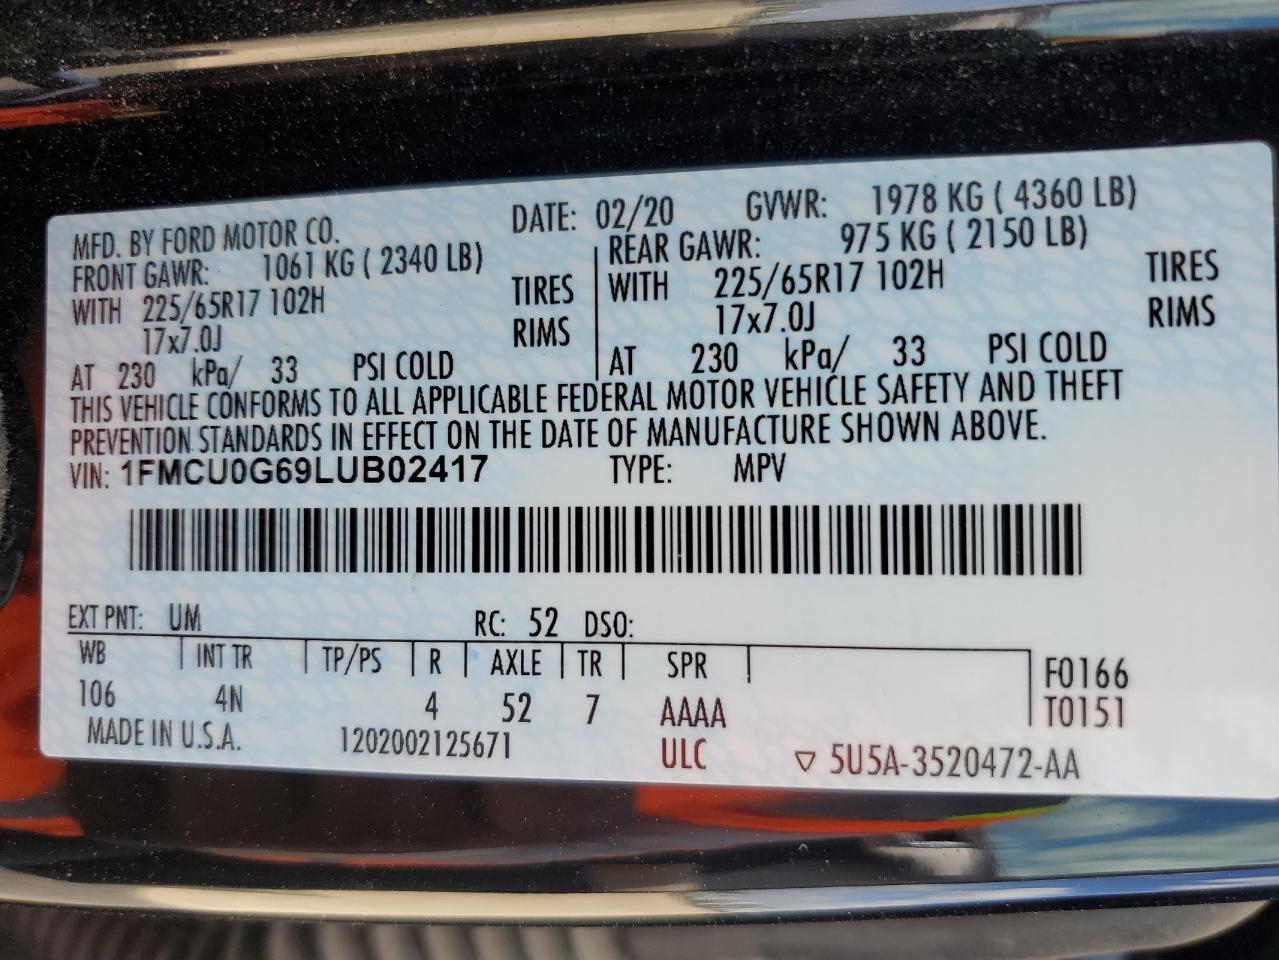 MFD. BY FORD MOTOR CO. DATE: 02/20 GVWR: 1978 KG ( 4360 LB)
FRONT GAWR: 1061 KG ( 2340 LB) REAR GAWR: 975 KG ( 2150 LB)
WITH 225/65R17 102H TIRES WITH 225/65R17 102H TIRES
17x7.0J RIMS 17x7.0J RIMS
AT 230 kPa/ 33 PSI COLD AT 230 kPa/ 33 PSI COLD
THIS VEHICLE CONFORMS TO ALL APPLICABLE FEDERAL MOTOR VEHICLE SAFETY AND THEFT
PREVENTION STANDARDS IN EFFECT ON THE DATE OF MANUFACTURE SHOWN ABOVE.
VIN: 1FMCU0G69LUB02417 TYPE: MPV
EXT PNT: UM RC: 52 DSO:
WB INT TR TP/PS R AXLE TR SPR F0166
106 4N 4 52 7 AAAA T0151
MADE IN U.S.A. 1202002125671 ULC ▽ 5U5A-3520472-AA